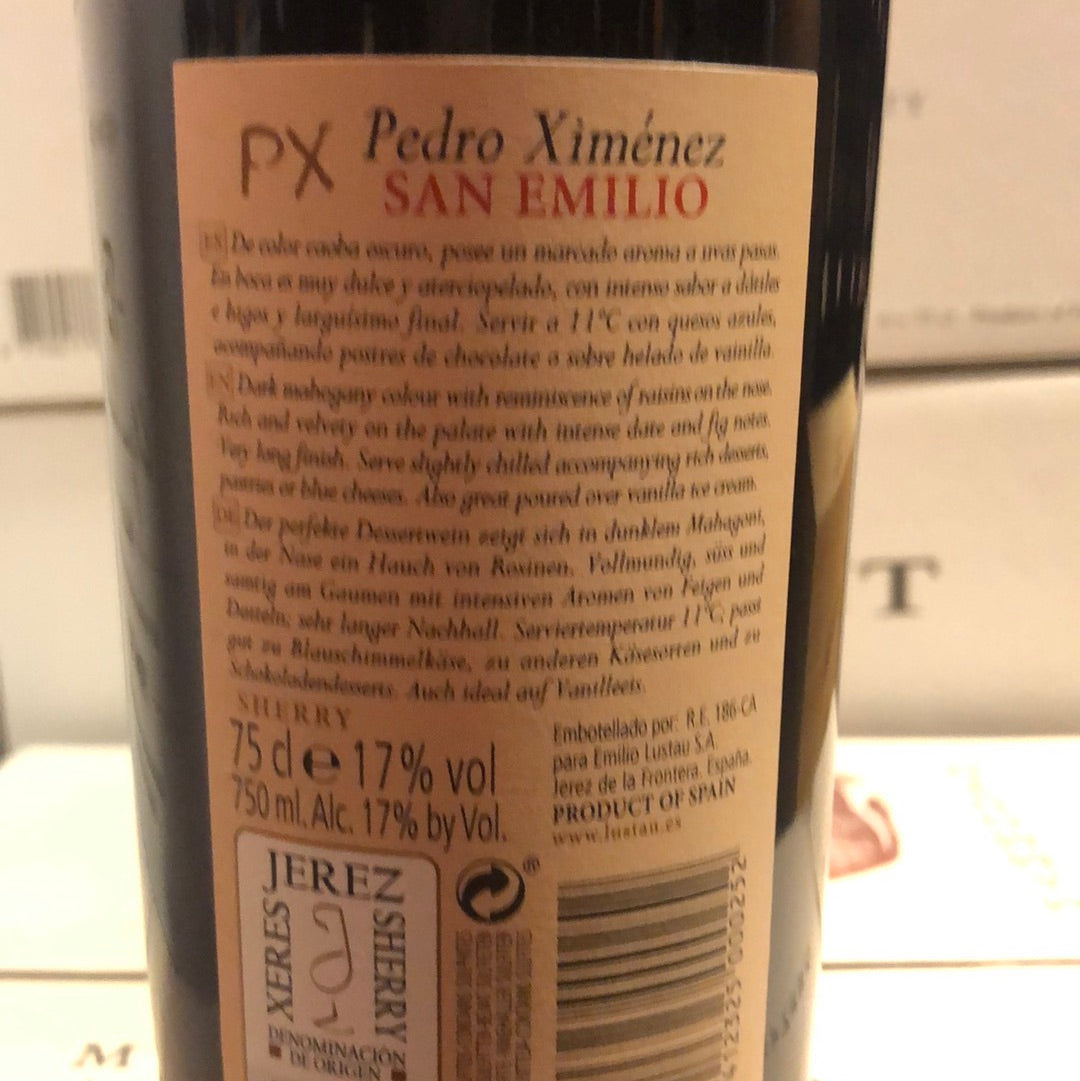 PX Pedro Ximénez
SAN EMILIO
ES De color caoba oscuro, posee un marcado aroma a uvas pasas.
En boca es muy dulce y aterciopelado, con intenso sabor a dátiles
e higos y larguísimo final. Servir a 11°C con quesos azules,
acompañando postres de chocolate o sobre helado de vainilla.
EN Dark mahogany colour with reminiscence of raisins on the nose.
Rich and velvety on the palate with intense date and fig notes.
Very long finish. Serve slightly chilled accompanying rich desserts,
pastries or blue cheeses. Also great poured over vanilla ice cream.
DE Der perfekte Dessertwein zeigt sich in dunklem Mahagoni,
in der Nase ein Hauch von Rosinen. Vollmundig, süss und
samtig am Gaumen mit intensiven Aromen von Feigen und
Datteln; sehr langer Nachhall. Serviertemperatur 11°C, passt
gut zu Blauschimmelkäse, zu anderen Käsesorten und zu
Schokoladendesserts. Auch ideal auf Vanilleeis.
SHERRY
75 cl e 17% vol
750 ml. Alc. 17% by Vol.
Embotellado por: R.E. 186-CA
para Emilio Lustau S.A.
Jerez de la Frontera. España.
PRODUCT OF SPAIN
www.lustau.es
JEREZ
XERES
SHERRY
DENOMINACIÓN
DE ORIGEN
®
412325 000252
T
M